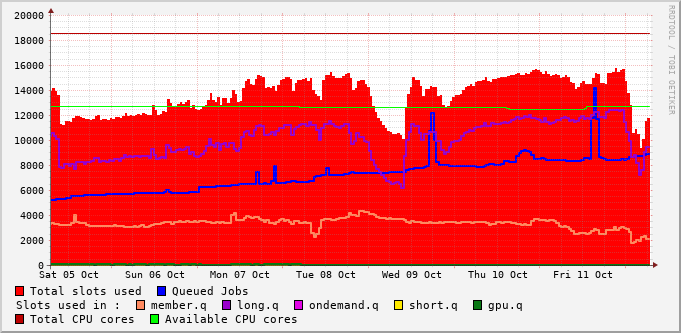 20000
18000
16000
14000
12000
10000
8000
6000
4000
2000
0
Sat 05 Oct Sun 06 Oct Mon 07 Oct Tue 08 Oct Wed 09 Oct Thu 10 Oct Fri 11 Oct
Total slots used Queued Jobs
Slots used in : member.q long.q ondemand.q short.q gpu.q
Total CPU cores Available CPU cores
RRDTOOL / TOBI OETIKER